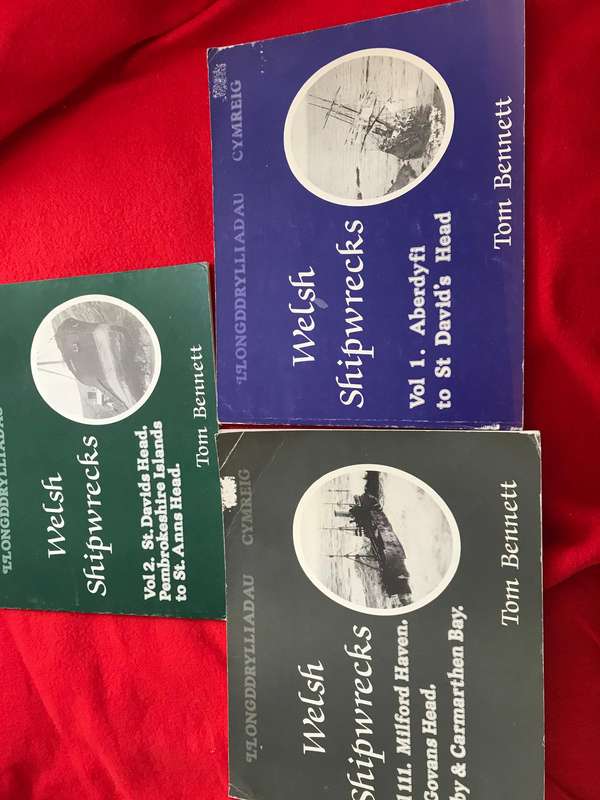 LLONGDDRYLLIADAU
Welsh
Shipwrecks
Vol 2. St. Davids Head.
Pembrokeshire Islands
to St. Anns Head.
Tom Bennett
LLONGDDRYLLIADAU CYMREIG
Welsh
Shipwrecks
111. Milford Haven.
Govans Head.
& Carmarthen Bay.
Tom Bennett
LLONGDDRYLLIADAU CYMREIG
Welsh
Shipwrecks
Vol 1. Aberdyfi
to St David's Head
Tom Bennett